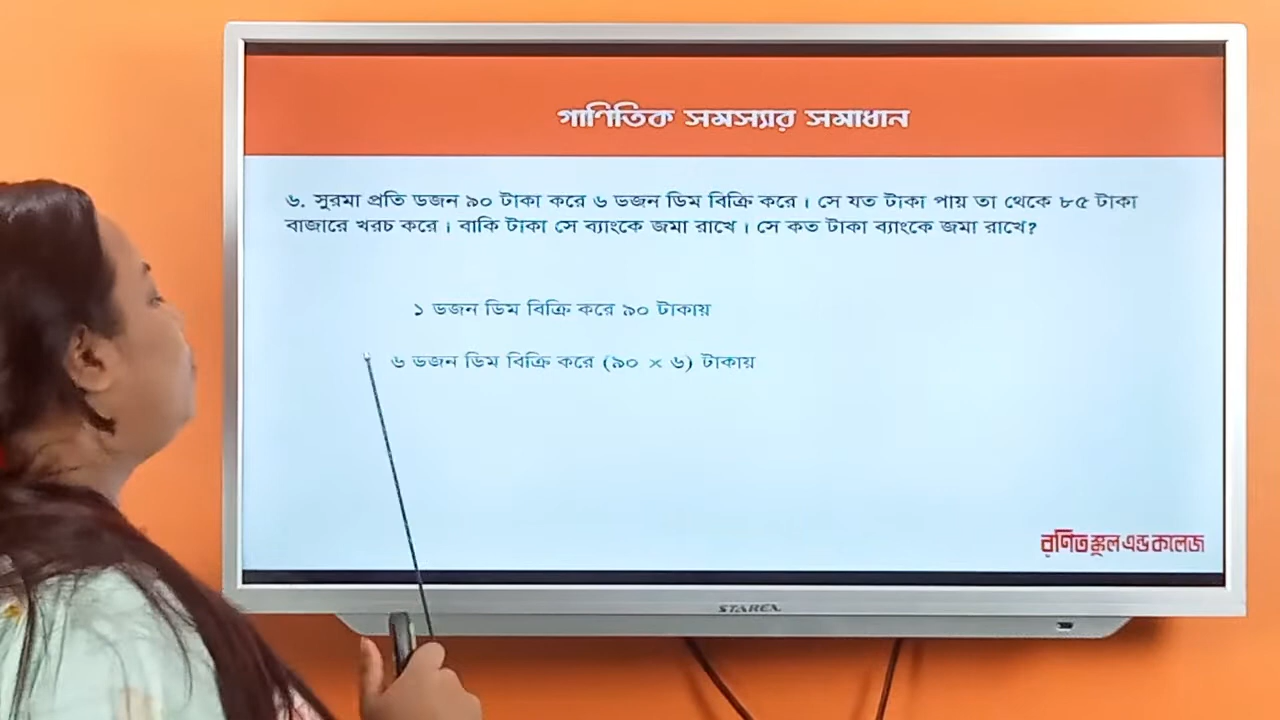 গাণিতিক সমস্যার সমাধান
৬. সুরমা প্রতি ডজন ৯০ টাকা করে ৬ ডজন ডিম বিক্রি করে। সে যত টাকা পায় তা থেকে ৮৫ টাকা
বাজারে খরচ করে। বাকি টাকা সে ব্যাংকে জমা রাখে। সে কত টাকা ব্যাংকে জমা রাখে?
১ ডজন ডিম বিক্রি করে ৯০ টাকায়
৬ ডজন ডিম বিক্রি করে (৯০ × ৬) টাকায়
বর্ণিত স্কুল এন্ড কলেজ
STAREX